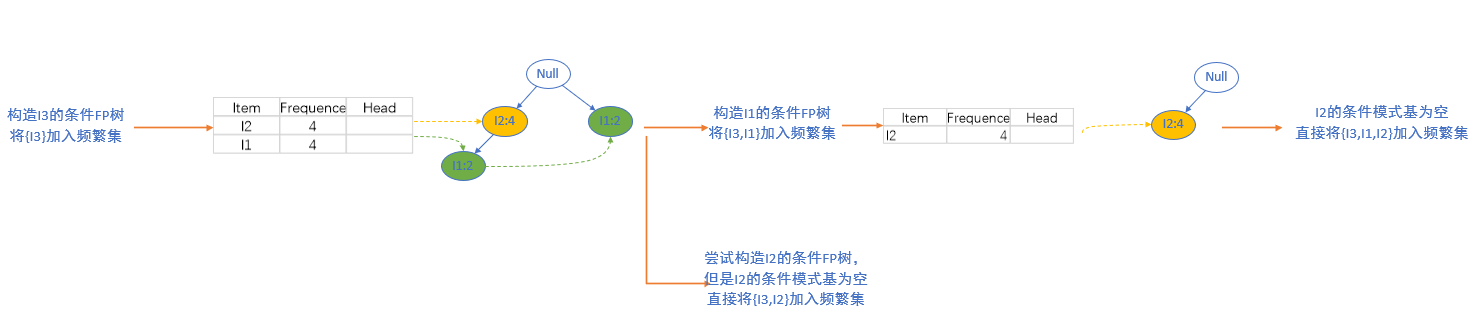 构造I3的条件FP树
将{I3}加入频繁集
Item Frequence Head
I2 4
I1 4
Null
I2:4
I1:2
I1:2
构造I1的条件FP树
将{I3,I1}加入频繁集
Item Frequence Head
I2 4
Null
I2:4
I2的条件模式基为空
直接将{I3,I1,I2}加入频繁集
尝试构造I2的条件FP树，
但是I2的条件模式基为空
直接将{I3,I2}加入频繁集